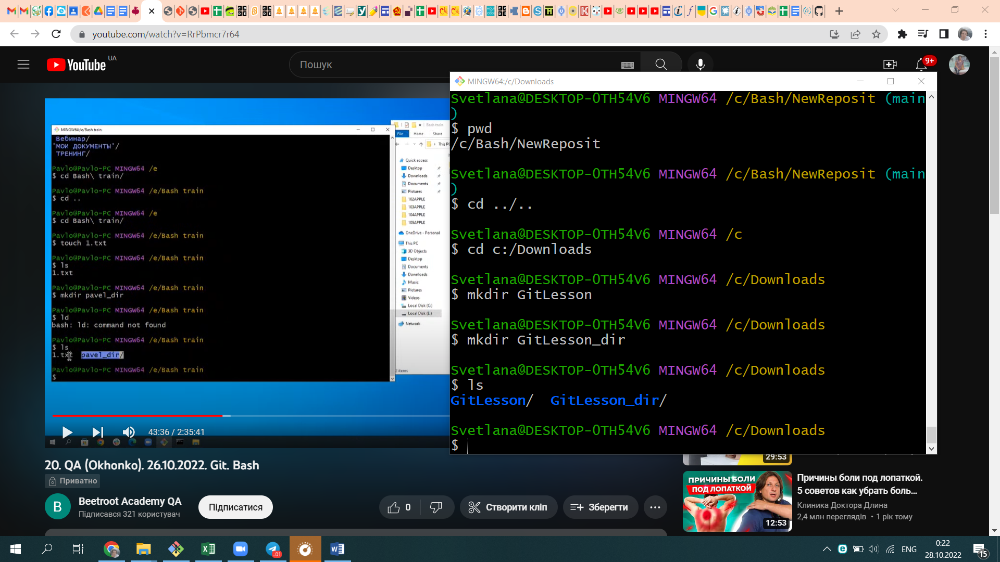 youtube.com/watch?v=RrPbmcr7r64
YouTube UA
Пошук
9+
MINGW64:/e/Bash train
Вебинар/
'МОИ ДОКУМЕНТЫ'/
ТРЕНИНГ/
Pavlo@Pavlo-PC MINGW64 /e
$ cd Bash\ train/
Pavlo@Pavlo-PC MINGW64 /e/Bash train
$ cd ..
Pavlo@Pavlo-PC MINGW64 /e
$ cd Bash\ train/
Pavlo@Pavlo-PC MINGW64 /e/Bash train
$ touch 1.txt
Pavlo@Pavlo-PC MINGW64 /e/Bash train
$ ls
1.txt
Pavlo@Pavlo-PC MINGW64 /e/Bash train
$ mkdir pavel_dir
Pavlo@Pavlo-PC MINGW64 /e/Bash train
$ ld
bash: ld: command not found
Pavlo@Pavlo-PC MINGW64 /e/Bash train
$ ls
1.txt pavel_dir/
Pavlo@Pavlo-PC MINGW64 /e/Bash train
$
Bash train
File Home Share
This PC
Quick access
Desktop
Downloads
Documents
Pictures
102APPLE
103APPLE
104APPLE
105APPLE
OneDrive - Personal
This PC
3D Objects
Desktop
Documents
Downloads
Music
Pictures
Videos
Local Disk (C:)
Local Disk (E:)
Network
2 items
43:36 / 2:35:41
MINGW64:/c/Downloads
Svetlana@DESKTOP-0TH54V6 MINGW64 /c/Bash/NewReposit (main
)
$ pwd
/c/Bash/NewReposit
Svetlana@DESKTOP-0TH54V6 MINGW64 /c/Bash/NewReposit (main
)
$ cd ../..
Svetlana@DESKTOP-0TH54V6 MINGW64 /c
$ cd c:/Downloads
Svetlana@DESKTOP-0TH54V6 MINGW64 /c/Downloads
$ mkdir GitLesson
Svetlana@DESKTOP-0TH54V6 MINGW64 /c/Downloads
$ mkdir GitLesson_dir
Svetlana@DESKTOP-0TH54V6 MINGW64 /c/Downloads
$ ls
GitLesson/ GitLesson_dir/
Svetlana@DESKTOP-0TH54V6 MINGW64 /c/Downloads
$
20. QA (Okhonko). 26.10.2022. Git. Bash
Приватно
B
Beetroot Academy QA
Підписався 321 користувач
Підписатися
0
Створити кліп
Зберегти
29:53
ПРИЧИНЫ БОЛИ
ПОД ЛОПАТКОЙ
12:53
Причины боли под лопаткой.
5 советов как убрать боль...
Клиника Доктора Длина
2,4 млн переглядів • 1 рік тому
ENG
0:22
28.10.2022
15